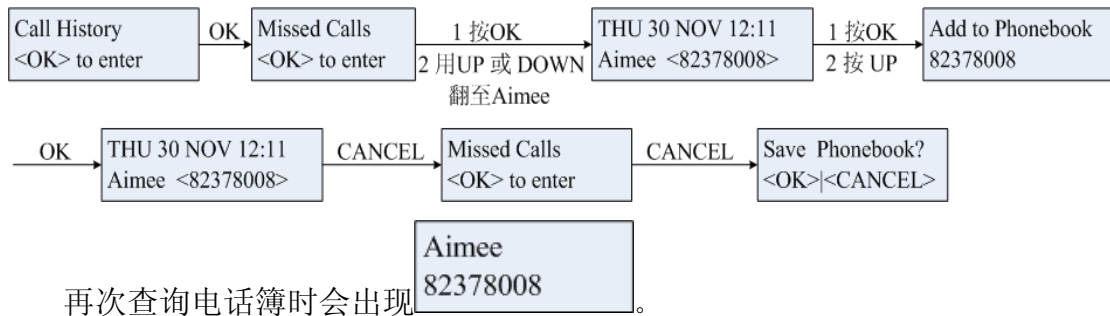 Call History
<OK> to enter
OK
Missed Calls
<OK> to enter
1 按OK
2 用UP 或 DOWN
翻至Aimee
THU 30 NOV 12:11
Aimee <82378008>
1 按OK
2 按 UP
Add to Phonebook
82378008
OK
THU 30 NOV 12:11
Aimee <82378008>
CANCEL
Missed Calls
<OK> to enter
CANCEL
Save Phonebook?
<OK>|<CANCEL>
Aimee
82378008
再次查询电话簿时会出现。